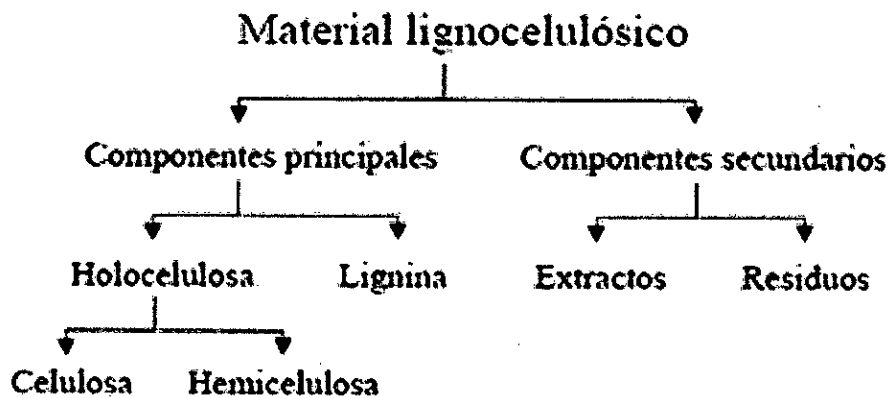 Material lignocelulósico
Componentes principales Componentes secundarios
Holocelulosa Lignina Extractos Residuos
Celulosa Hemicelulosa